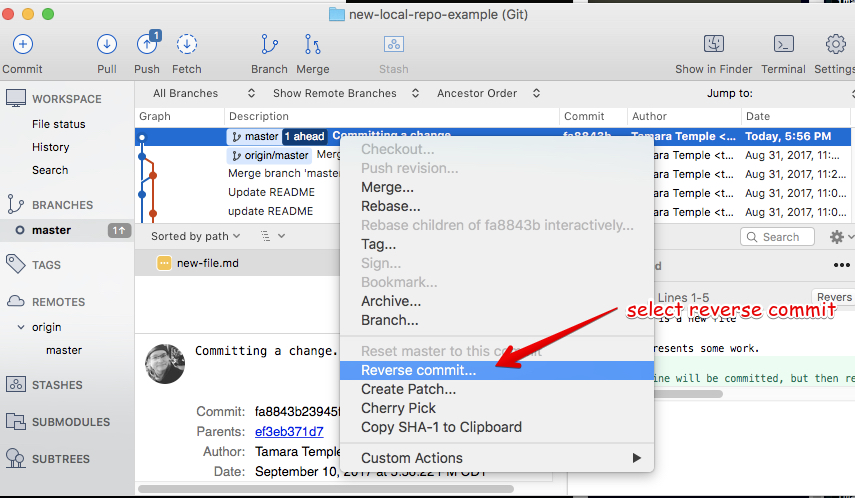 new-local-repo-example (Git)
1
Commit Pull Push Fetch Branch Merge Stash Show in Finder Terminal Settings
All Branches Show Remote Branches Ancestor Order Jump to:
Graph Description Commit Author Date
master 1 ahead Committing a change. fa8843b Tamara Temple <... Today, 5:56 PM
origin/master Merg Tamara Temple <t... Aug 31, 2017, 11:...
Merge branch 'master Tamara Temple <t... Aug 31, 2017, 11:2...
Update README Tamara Temple <t... Aug 31, 2017, 11:0...
update README Tamara Temple <t... Aug 31, 2017, 11:0...
WORKSPACE
File status
History
Search
BRANCHES
master 1↑
TAGS
REMOTES
origin
master
STASHES
SUBMODULES
SUBTREES
Sorted by path
Search
new-file.md
Checkout...
Push revision...
Merge...
Rebase...
Rebase children of fa8843b interactively...
Tag...
Sign...
Bookmark...
Archive...
Branch...
Reset master to this commit
Reverse commit...
Create Patch...
Cherry Pick
Copy SHA-1 to Clipboard
Custom Actions
Lines 1-5 Revers
select reverse commit
is a new file
resents some work.
ine will be committed, but then re
Committing a change.
Commit: fa8843b23945
Parents: ef3eb371d7
Author: Tamara Temple
Date: September 10, 2017 at 5:56:22 PM CDT